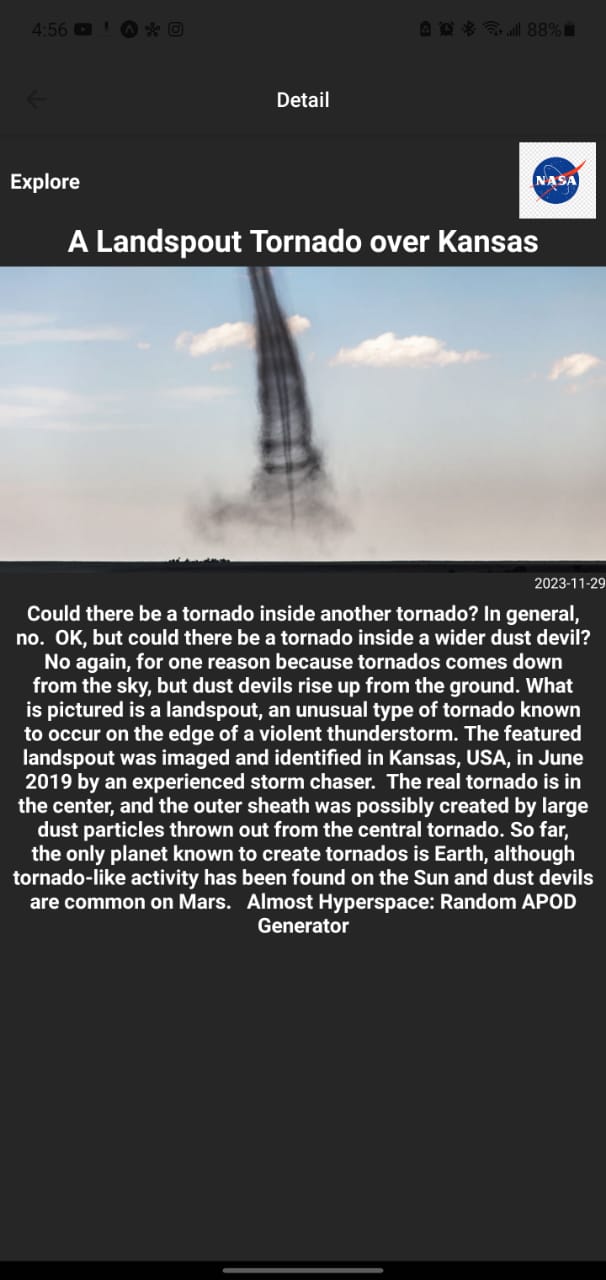 4:56
88%
Detail
Explore
NASA
A Landspout Tornado over Kansas
2023-11-29
Could there be a tornado inside another tornado? In general,
no.  OK, but could there be a tornado inside a wider dust devil?
No again, for one reason because tornados comes down
from the sky, but dust devils rise up from the ground. What
is pictured is a landspout, an unusual type of tornado known
to occur on the edge of a violent thunderstorm. The featured
landspout was imaged and identified in Kansas, USA, in June
2019 by an experienced storm chaser.  The real tornado is in
the center, and the outer sheath was possibly created by large
dust particles thrown out from the central tornado. So far,
the only planet known to create tornados is Earth, although
tornado-like activity has been found on the Sun and dust devils
are common on Mars.   Almost Hyperspace: Random APOD
Generator